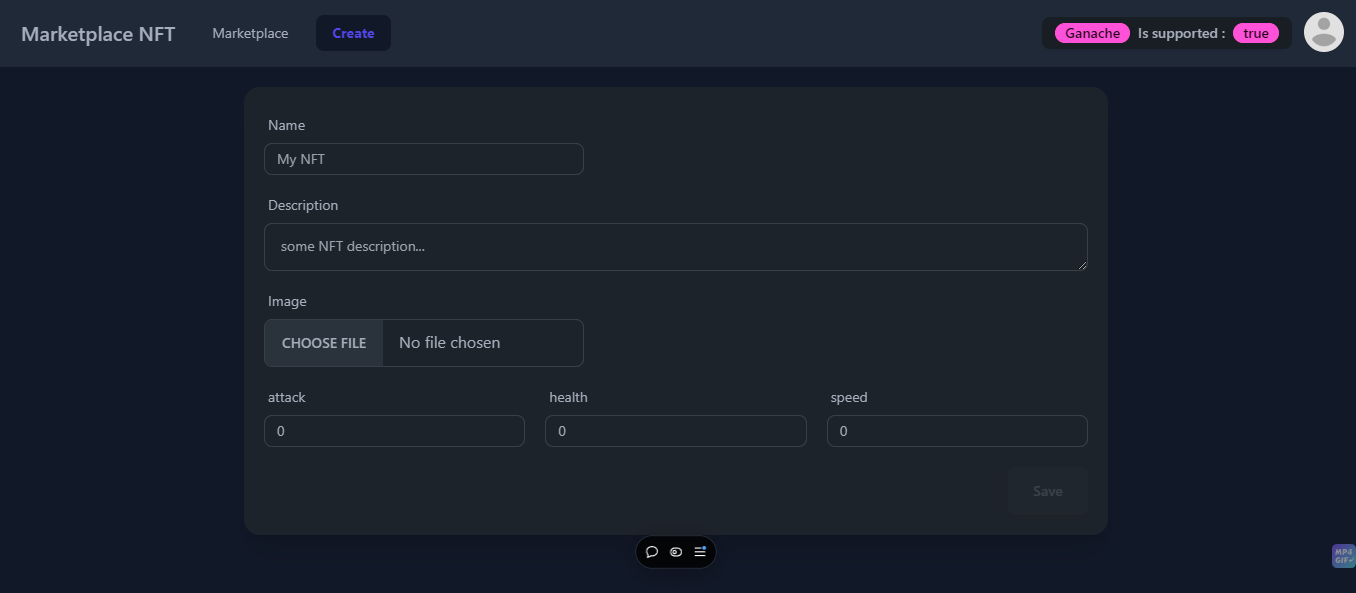 Marketplace NFT
Marketplace
Create
Ganache Is supported : true
Name
My NFT
Description
some NFT description...
Image
CHOOSE FILE No file chosen
attack health speed
0 0 0
Save
MP4
GIF